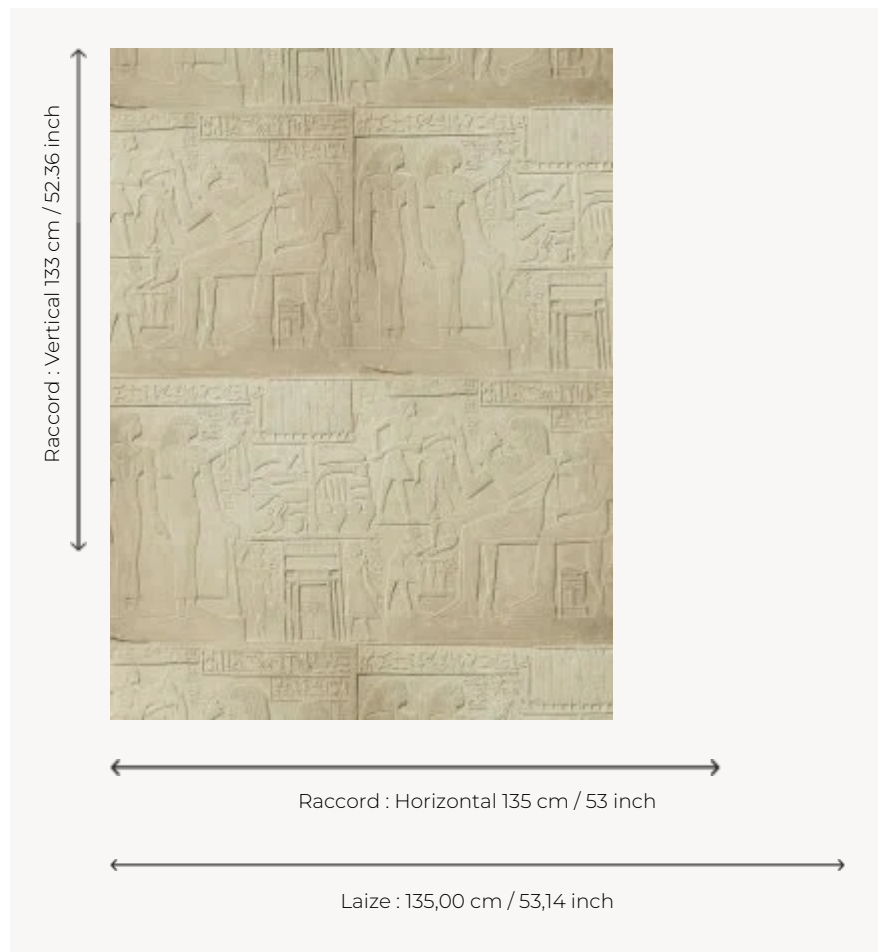 Raccord : Vertical 133 cm / 52.36 inch
Raccord : Horizontal 135 cm / 53 inch
Laize : 135,00 cm / 53,14 inch